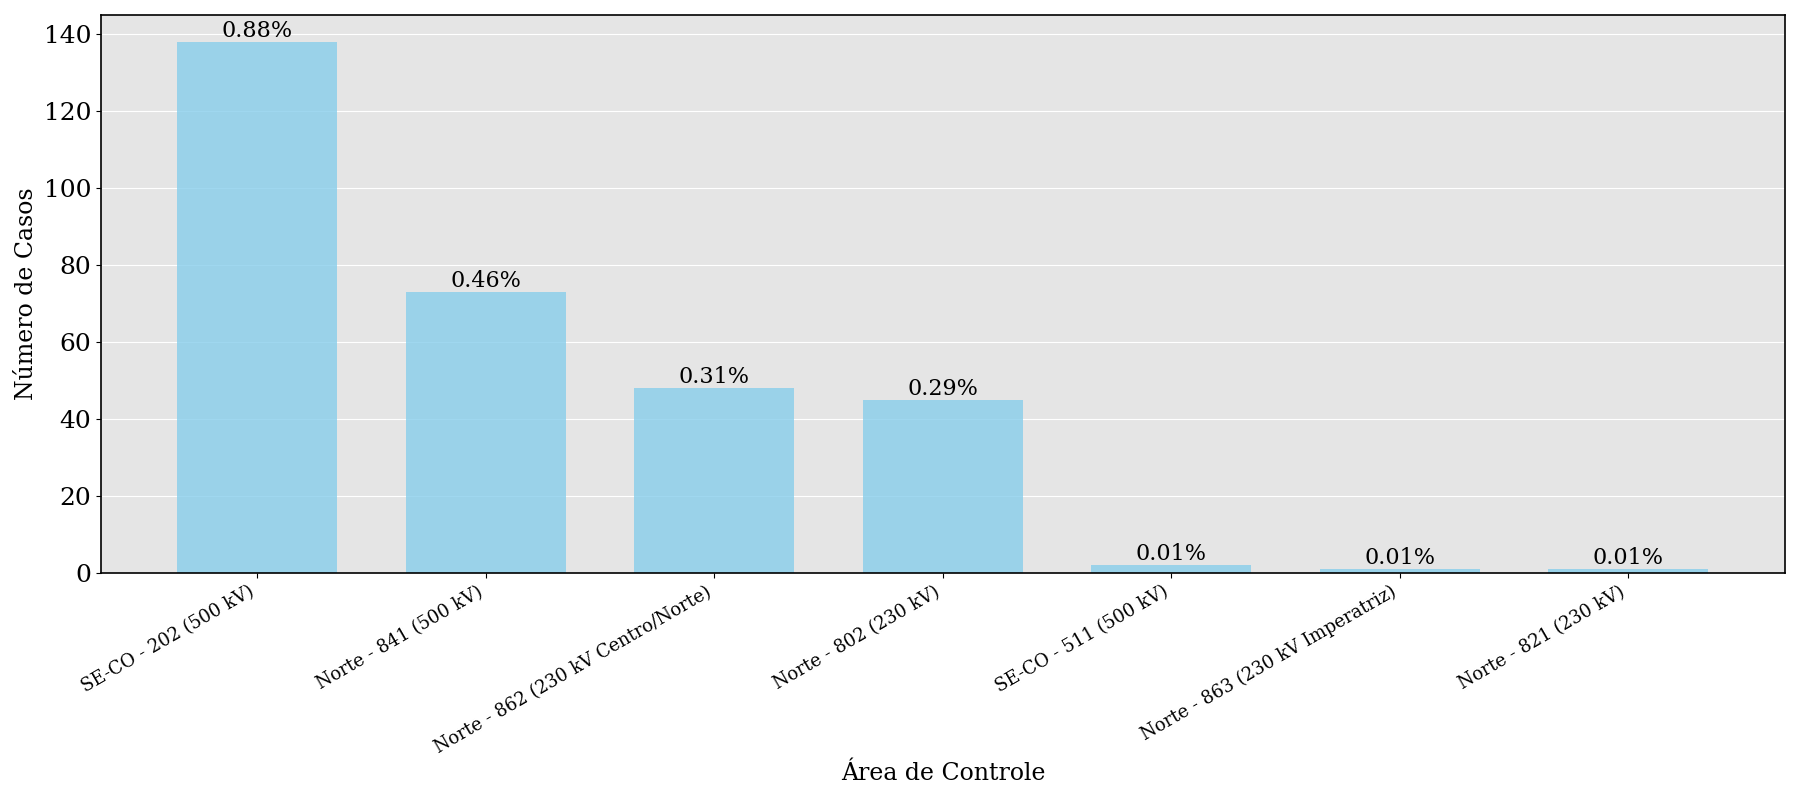 0.88%
0.46%
0.31%
0.29%
0.01%
0.01%
0.01%
140
120
100
80
60
40
20
0
Número de Casos
SE-CO - 202 (500 kV)
Norte - 841 (500 kV)
Norte - 862 (230 kV Centro/Norte)
Norte - 802 (230 kV)
SE-CO - 511 (500 kV)
Norte - 863 (230 kV Imperatriz)
Norte - 821 (230 kV)
Área de Controle